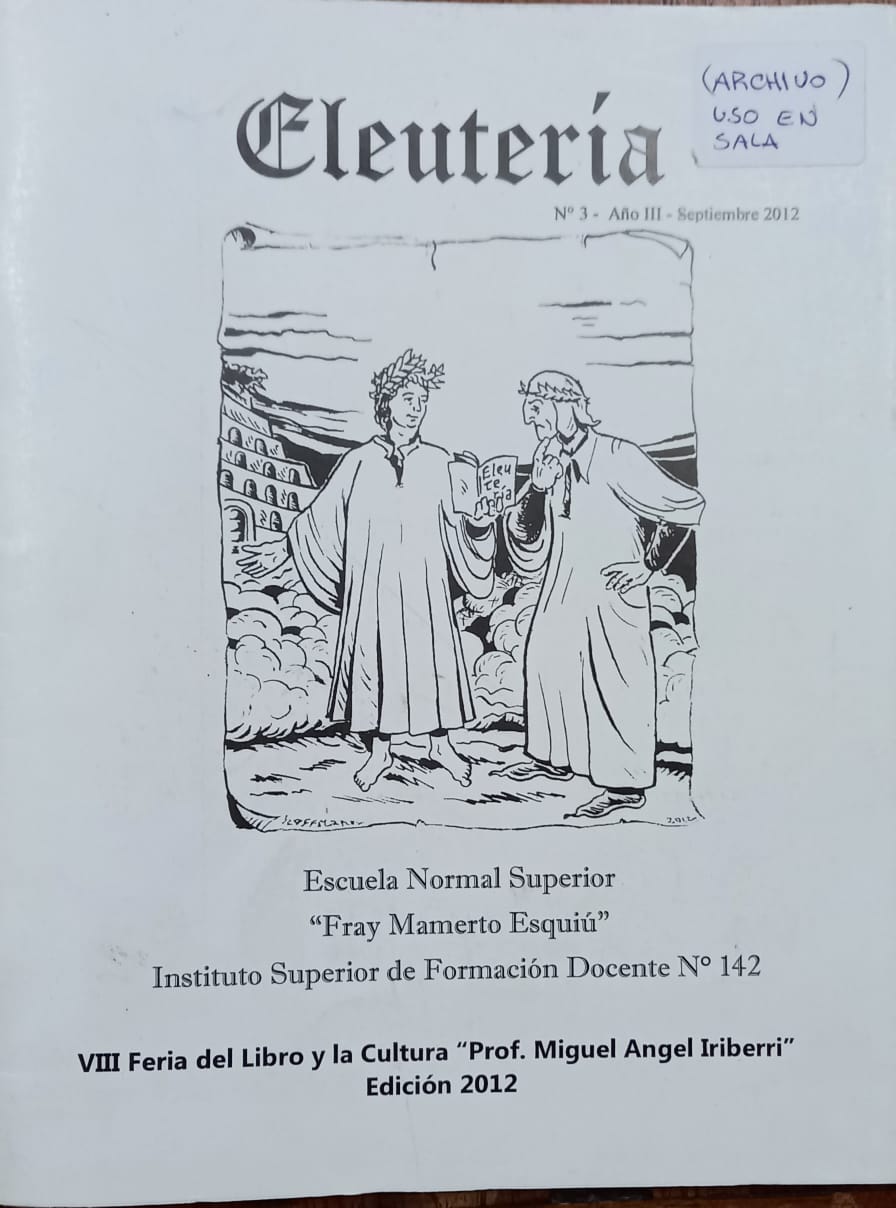 (ARCHIVO)
USO EN
SALA
Eleutería
Nº 3 - Año III - Septiembre 2012
Eleu
te
ría
2012
Escuela Normal Superior
“Fray Mamerto Esquiú”
Instituto Superior de Formación Docente Nº 142
VIII Feria del Libro y la Cultura “Prof. Miguel Angel Iriberri”
Edición 2012